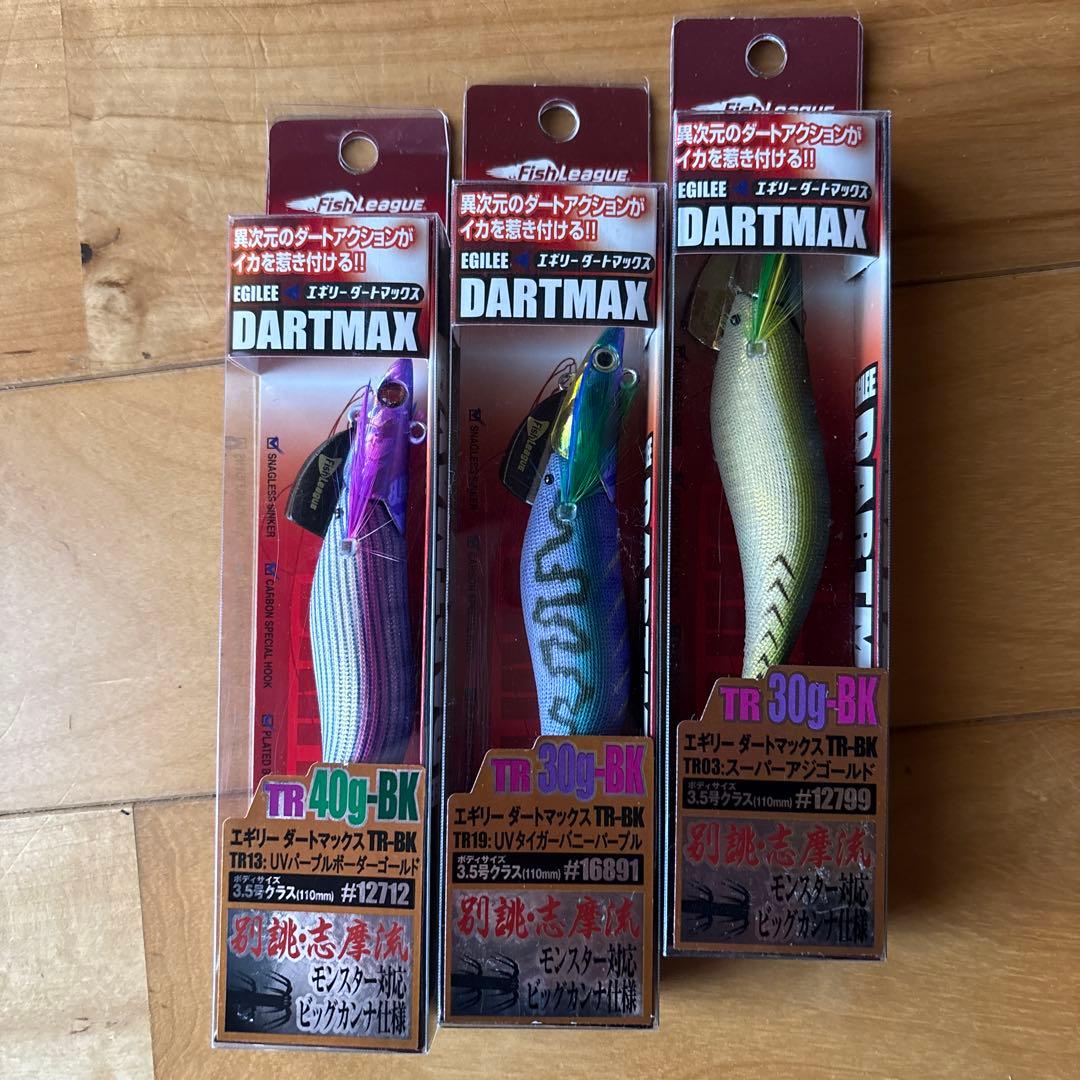 FishLeague
異次元のダートアクションが
イカを惹き付ける!!
EGILEE エギリーダートマックス
DARTMAX
FishLeague
SNAGLESS SINKER
CARBON SPECIAL HOOK
PLATED B
TR 40g-BK
エギリー ダートマックス TR-BK
TR13: UVパープルボーダーゴールド
ボディサイズ
3.5号クラス(110mm) #12712
別誂・志摩流
モンスター対応
ビッグカンナ仕様
FishLeague
異次元のダートアクションが
イカを惹き付ける!!
EGILEE エギリーダートマックス
DARTMAX
FishLeague
TR 30g-BK
エギリー ダートマックス TR-BK
TR19: UVタイガーバニーパープル
ボディサイズ
3.5号クラス(110mm) #16891
別誂・志摩流
モンスター対応
ビッグカンナ仕様
FishLeague
異次元のダートアクションが
イカを惹き付ける!!
EGILEE エギリーダートマックス
DARTMAX
EGILEE
DARTM
TR 30g-BK
エギリー ダートマックス TR-BK
TR03:スーパーアジゴールド
ボディサイズ
3.5号クラス(110mm) #12799
別誂・志摩流
モンスター対応
ビッグカンナ仕様